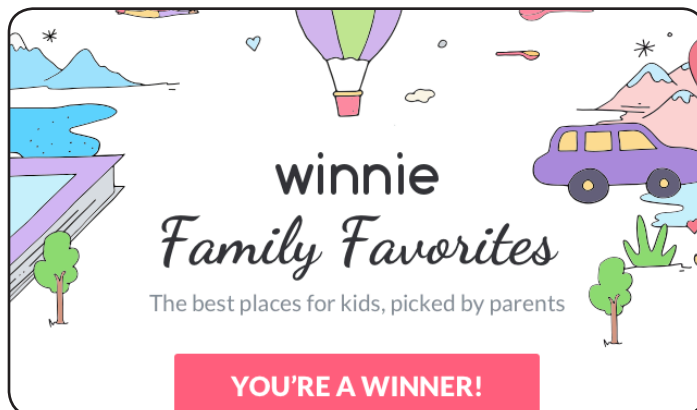 winnie
Family Favorites
The best places for kids, picked by parents
YOU'RE A WINNER!